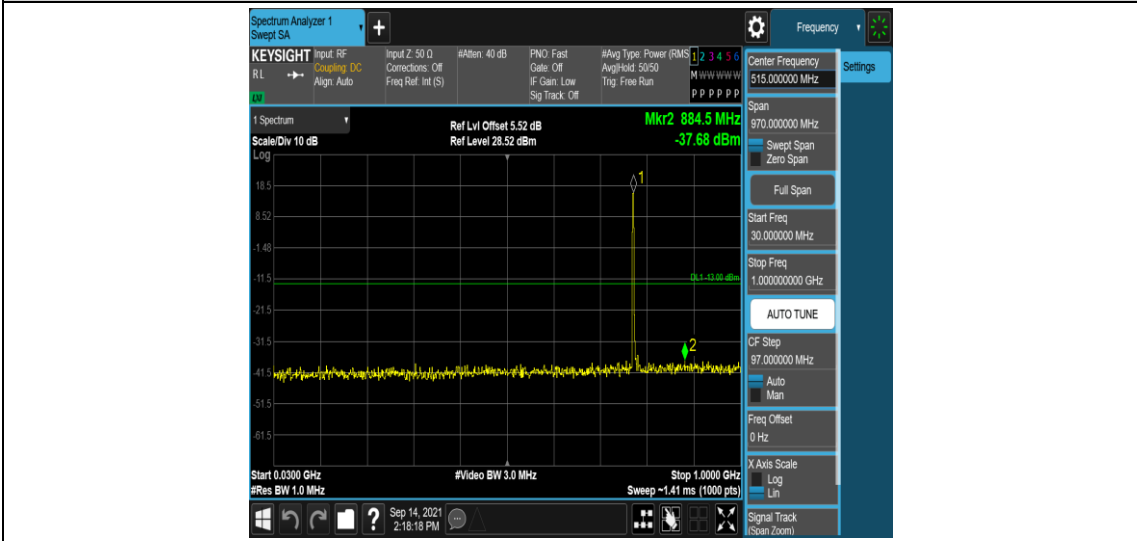 Spectrum Analyzer 1
Swept SA
+
Frequency
KEYSIGHT
RL
LM
Input: RF
Coupling: DC
Align: Auto
Input Z: 50 Ω
Corrections: Off
Freq Ref: Int (S)
#Atten: 40 dB
PNO: Fast
Gate: Off
IF Gain: Low
Sig Track: Off
#Avg Type: Power (RMS
Avg|Hold: 50/50
Trig: Free Run
1 2 3 4 5 6
M W W W W W
P P P P P P
1 Spectrum
Scale/Div 10 dB
Log
Ref Lvl Offset 5.52 dB
Ref Level 28.52 dBm
Mkr2 884.5 MHz
-37.68 dBm
18.5
8.52
-1.48
-11.5
-21.5
-31.5
-41.5
-51.5
-61.5
1
DL1 -13.00 dBm
2
Start 0.0300 GHz
#Res BW 1.0 MHz
#Video BW 3.0 MHz
Stop 1.0000 GHz
Sweep ~1.41 ms (1000 pts)
Center Frequency
515.000000 MHz
Span
970.000000 MHz
Swept Span
Zero Span
Full Span
Start Freq
30.000000 MHz
Stop Freq
1.000000000 GHz
AUTO TUNE
CF Step
97.000000 MHz
Auto
Man
Freq Offset
0 Hz
X Axis Scale
Log
Lin
Signal Track
(Span Zoom)
Settings
?
Sep 14, 2021
2:18:18 PM